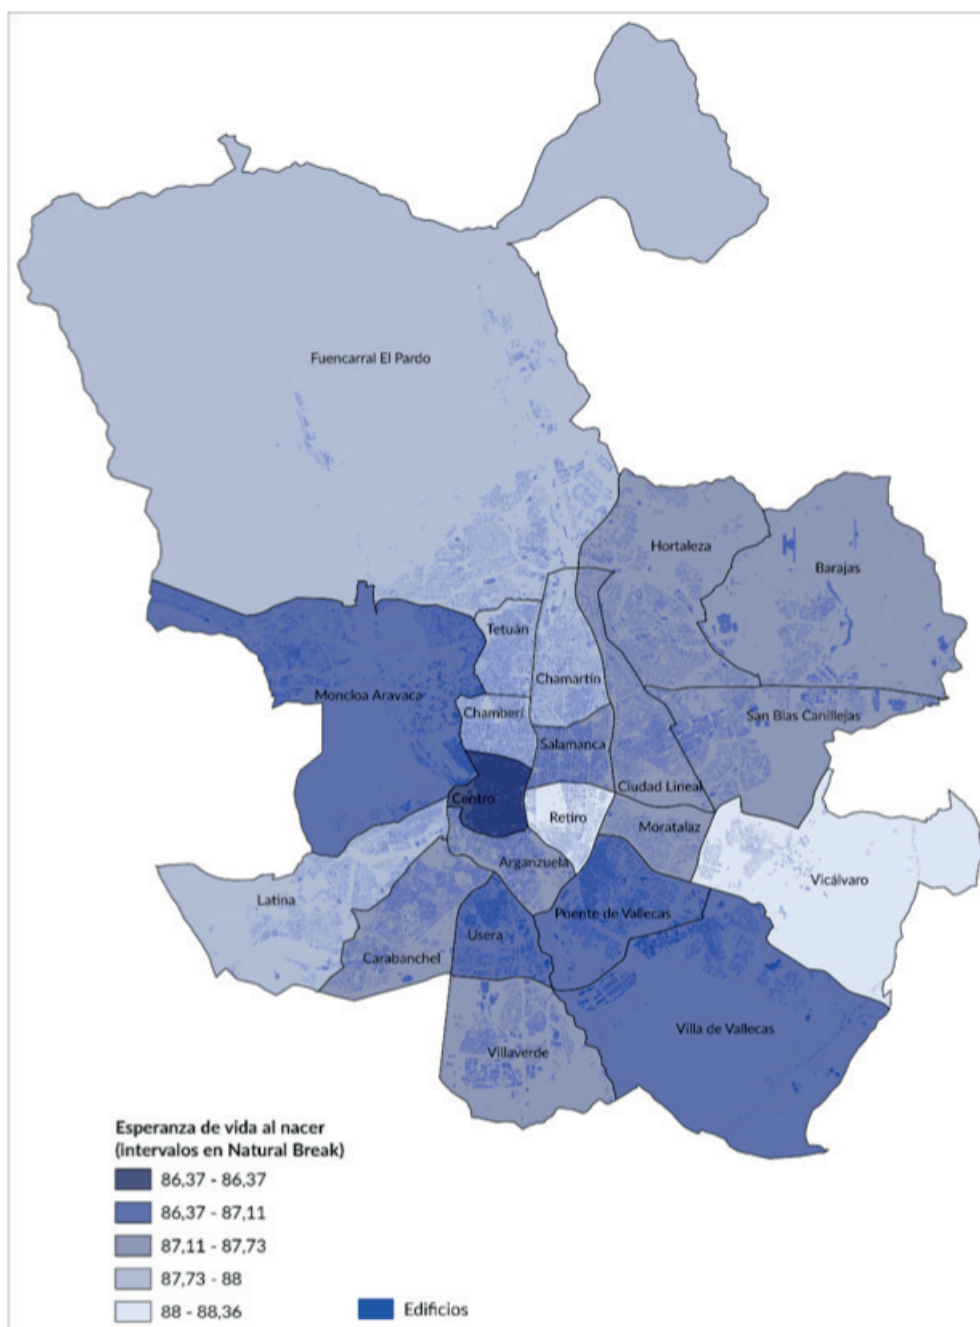 Fuencarral El Pardo
Hortaleza
Barajas
Tetuán
Chamartín
Moncloa Aravaca
Chamberí
San Blas Canillejas
Salamanca
Ciudad Lineal
Centro
Retiro
Moratalaz
Arganzuela
Vicálvaro
Latina
Puente de Vallecas
Usera
Carabanchel
Villa de Vallecas
Villaverde
Esperanza de vida al nacer
(intervalos en Natural Break)
86,37 - 86,37
86,37 - 87,11
87,11 - 87,73
87,73 - 88
88 - 88,36
Edificios